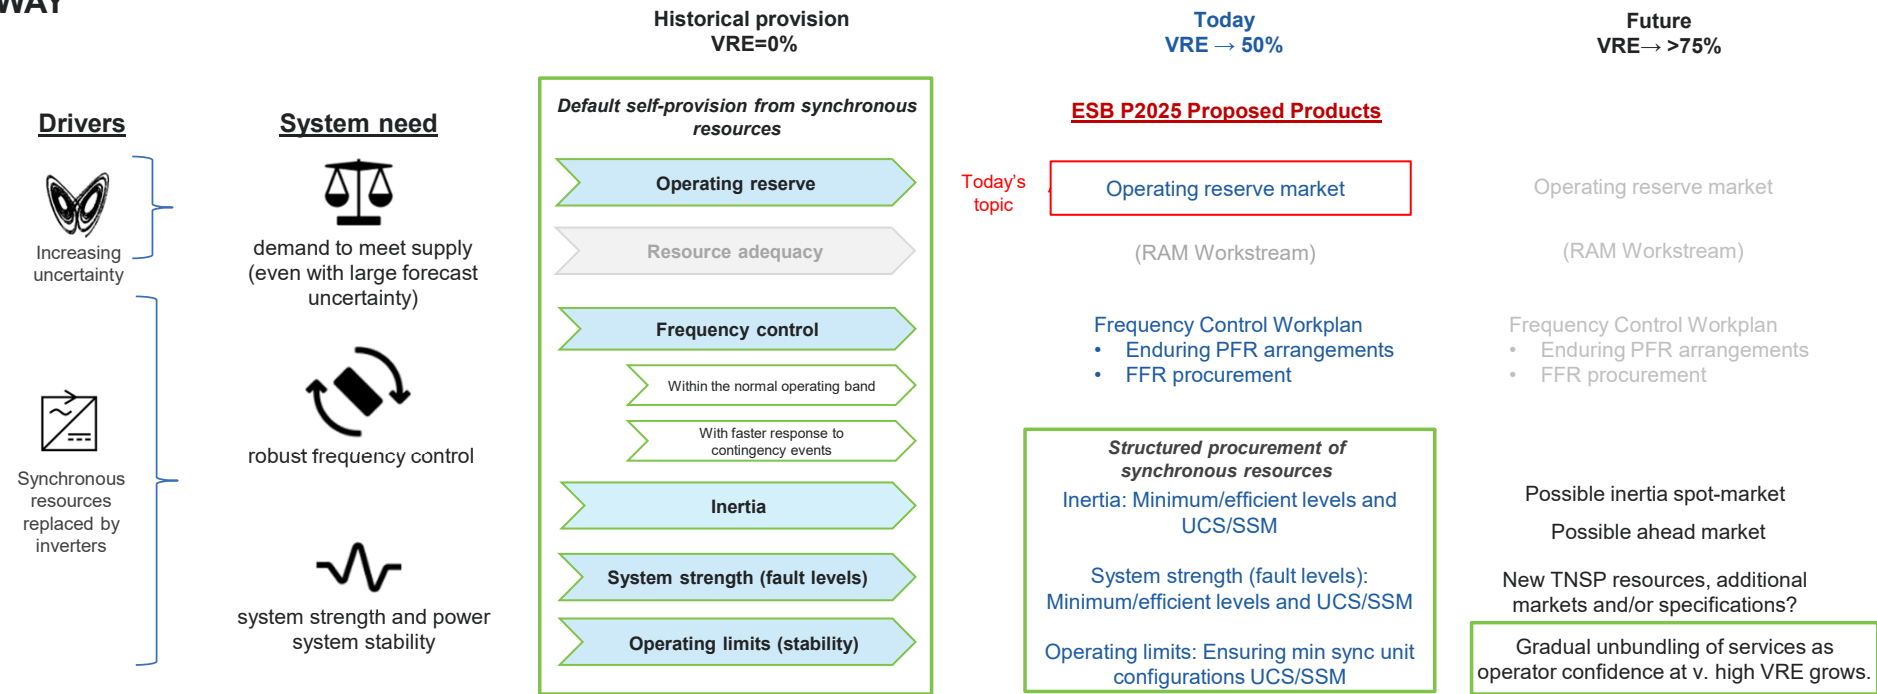 WAY
Historical provision
VRE=0%
Today
VRE → 50%
Future
VRE→ >75%
Drivers
System need
Default self-provision from synchronous
resources
ESB P2025 Proposed Products
Increasing
uncertainty
demand to meet supply
(even with large forecast
uncertainty)
Operating reserve
Today's
topic
Operating reserve market
Operating reserve market
Resource adequacy
(RAM Workstream)
(RAM Workstream)
Frequency control
Frequency Control Workplan
• Enduring PFR arrangements
• FFR procurement
Frequency Control Workplan
• Enduring PFR arrangements
• FFR procurement
Within the normal operating band
With faster response to
contingency events
robust frequency control
Synchronous
resources
replaced by
inverters
Structured procurement of
synchronous resources
Inertia
Inertia: Minimum/efficient levels and
UCS/SSM
Possible inertia spot-market
Possible ahead market
System strength (fault levels)
System strength (fault levels):
Minimum/efficient levels and UCS/SSM
New TNSP resources, additional
markets and/or specifications?
system strength and power
system stability
Operating limits (stability)
Operating limits: Ensuring min sync unit
configurations UCS/SSM
Gradual unbundling of services as
operator confidence at v. high VRE grows.